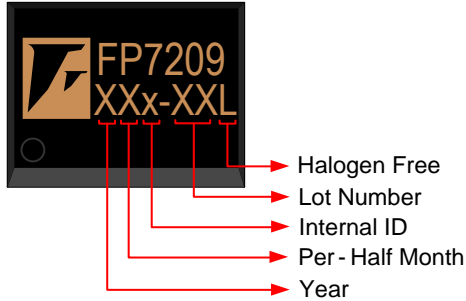 FP7209
XXx-XXL
Halogen Free
Lot Number
Internal ID
Per-Half Month
Year